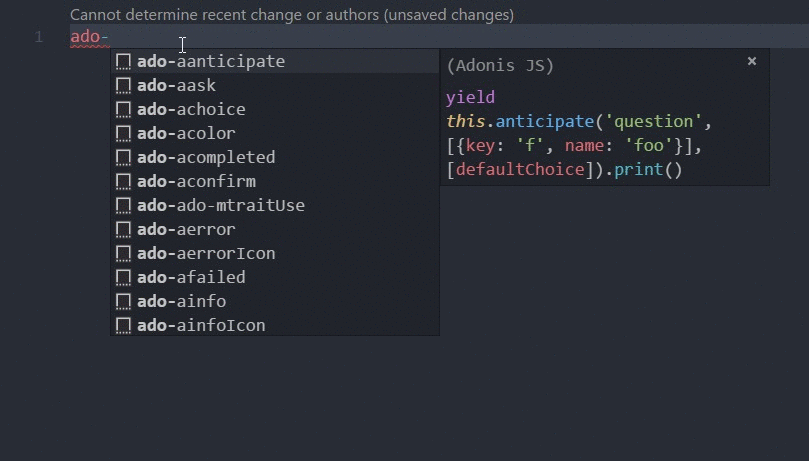 Cannot determine recent change or authors (unsaved changes)
1 ado-
ado-aanticipate
ado-aask
ado-achoice
ado-acolor
ado-acompleted
ado-aconfirm
ado-ado-mtraitUse
ado-aerror
ado-aerrorIcon
ado-afailed
ado-ainfo
ado-ainfoIcon
(Adonis JS) ×
yield
this.anticipate('question',
[{key: 'f', name: 'foo'}],
[defaultChoice]).print()